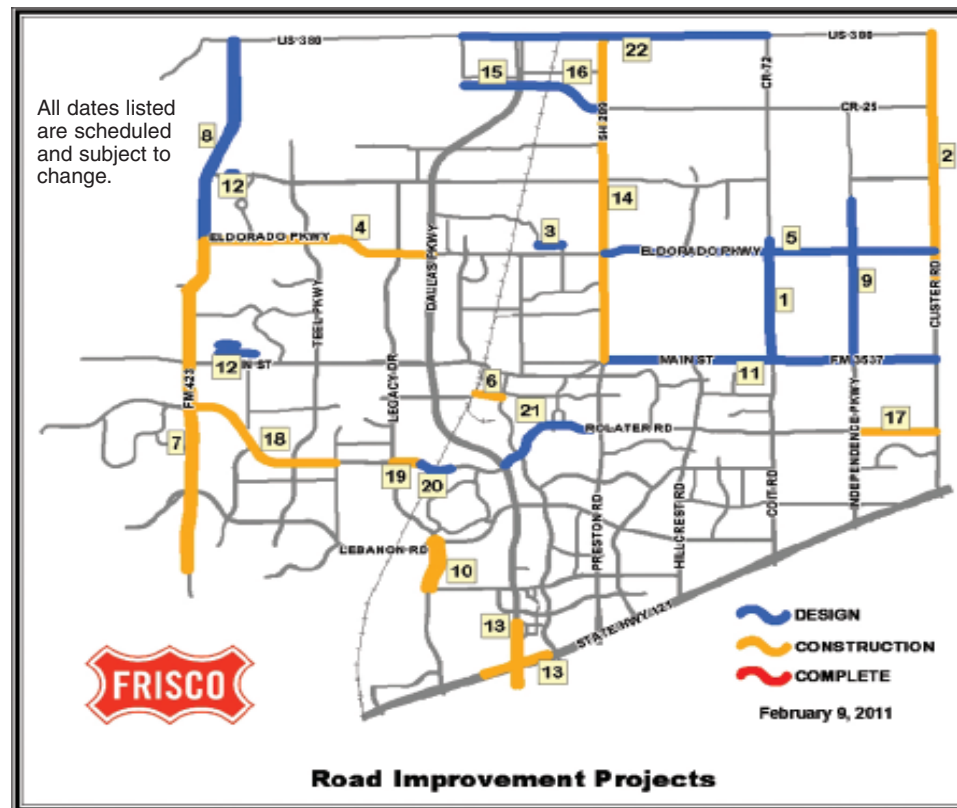 US 380
US 380
22
15
16
CR-72
CR-25
All dates listed
are scheduled
and subject to
change.
8
SH 289
2
12
14
4
3
5
ELDORADO PKWY
ELDORADO PKWY
DALLAS PKWY
9
CUSTER RD
TEEL PKWY
1
12
N ST
MAIN ST
FM 3537
11
LEGACY DR
FM 423
6
21
ROLATER RD
17
7
18
19
20
INDEPENDENCE PKWY
COIT RD
HILLCREST RD
PRESTON RD
LEBANON RD
10
13
STATE HWY 121
13
DESIGN
CONSTRUCTION
COMPLETE
FRISCO
February 9, 2011
Road Improvement Projects